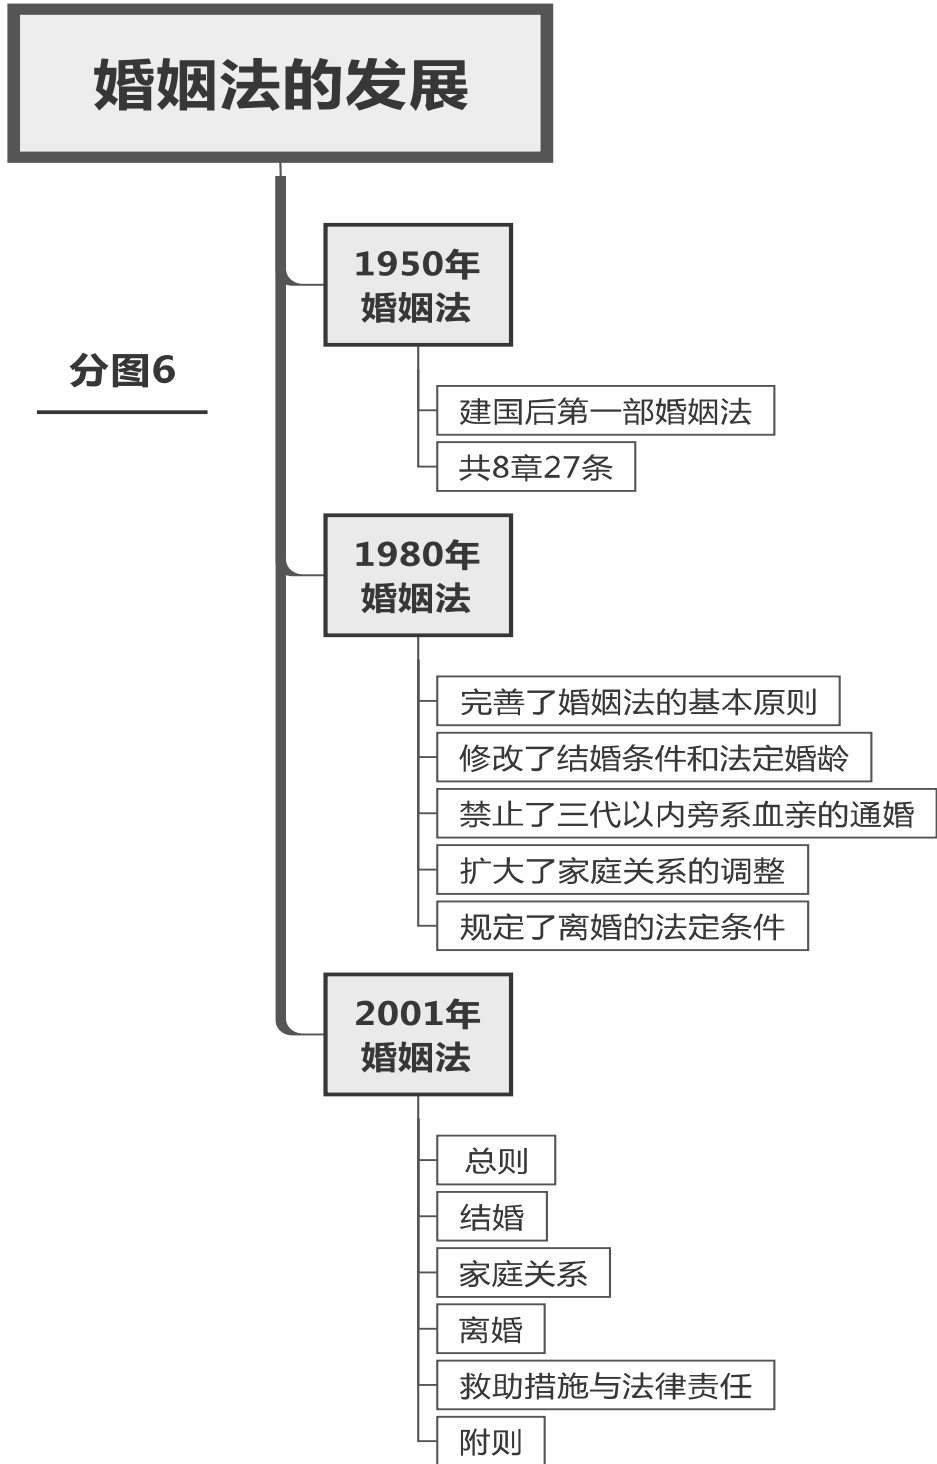 婚姻法的发展
1950年
婚姻法
分图6
建国后第一部婚姻法
共8章27条
1980年
婚姻法
完善了婚姻法的基本原则
修改了结婚条件和法定婚龄
禁止了三代以内旁系血亲的通婚
扩大了家庭关系的调整
规定了离婚的法定条件
2001年
婚姻法
总则
结婚
家庭关系
离婚
救助措施与法律责任
附则